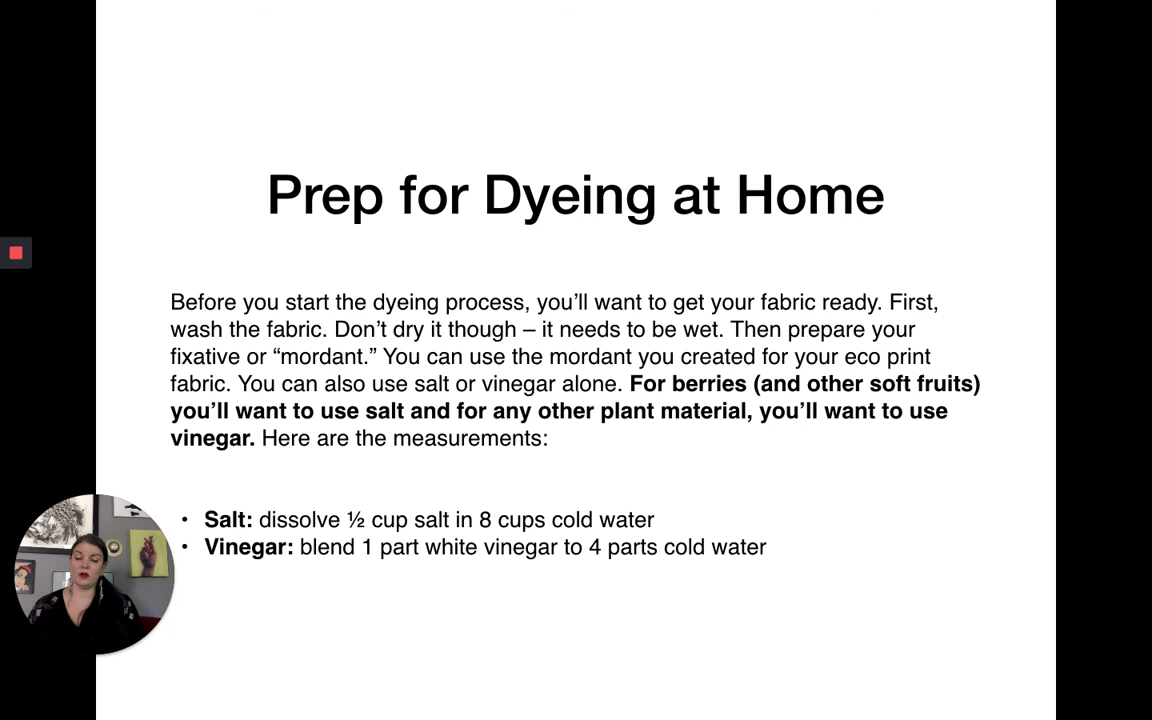 Prep for Dyeing at Home
Before you start the dyeing process, you’ll want to get your fabric ready. First,
wash the fabric. Don’t dry it though – it needs to be wet. Then prepare your
fixative or “mordant.” You can use the mordant you created for your eco print
fabric. You can also use salt or vinegar alone. For berries (and other soft fruits)
you’ll want to use salt and for any other plant material, you’ll want to use
vinegar. Here are the measurements:
• Salt: dissolve ½ cup salt in 8 cups cold water
• Vinegar: blend 1 part white vinegar to 4 parts cold water